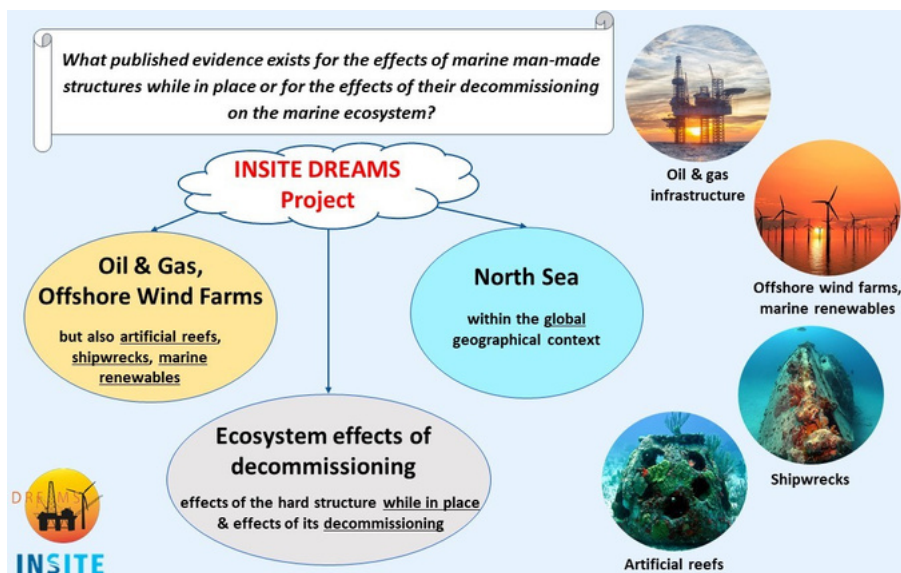 What published evidence exists for the effects of marine man-made
structures while in place or for the effects of their decommissioning
on the marine ecosystem?
INSITE DREAMS
Project
Oil & Gas,
Offshore Wind Farms
but also artificial reefs,
shipwrecks, marine
renewables
North Sea
within the global
geographical context
Ecosystem effects of
decommissioning
effects of the hard structure while in place
& effects of its decommissioning
Oil & gas
infrastructure
Offshore wind farms,
marine renewables
Shipwrecks
Artificial reefs
DREAMS
INSITE